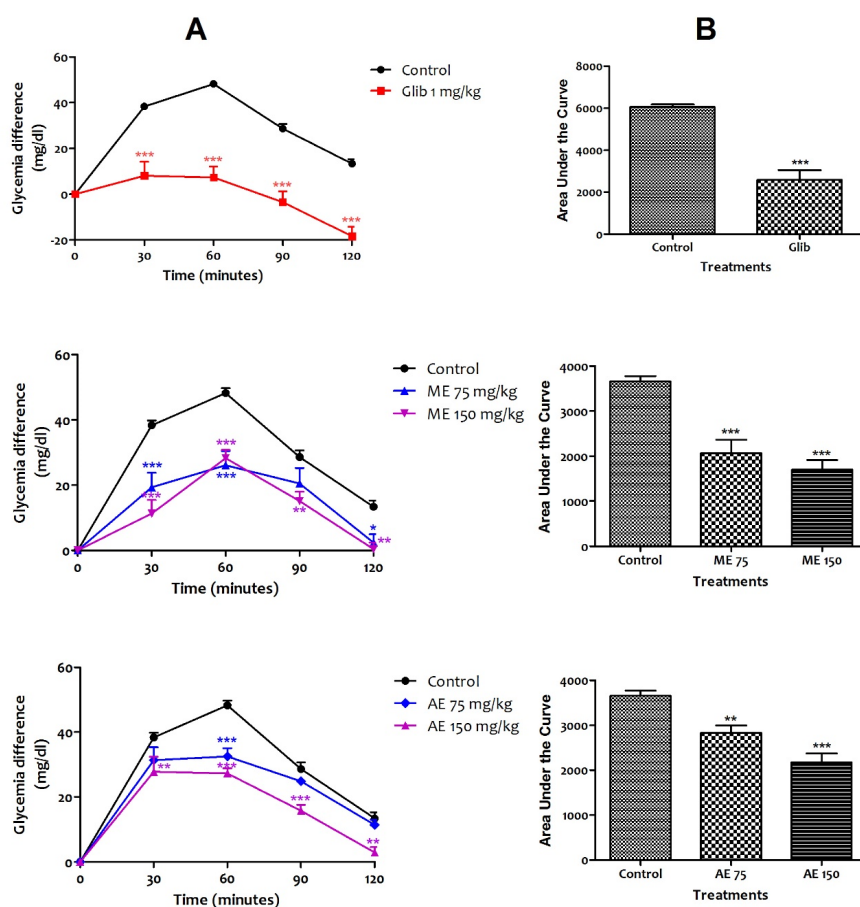 A
B
Glycemia difference
(mg/dl)
60
40
20
0
-20
0 30 60 90 120
Time (minutes)
Control
Glib 1 mg/kg
***
***
***
***
Area Under the Curve
8000
6000
4000
2000
0
***
Control Glib
Treatments
Glycemia difference
(mg/dl)
60
40
20
0
0 30 60 90 120
Time (minutes)
Control
ME 75 mg/kg
ME 150 mg/kg
***
***
***
***
**
*
**
Area Under the Curve
4000
3000
2000
1000
0
***
***
Control ME 75 ME 150
Treatments
Glycemia difference
(mg/dl)
60
40
20
0
0 30 60 90 120
Time (minutes)
Control
AE 75 mg/kg
AE 150 mg/kg
***
**
***
***
**
Area Under the Curve
4000
3000
2000
1000
0
**
***
Control AE 75 AE 150
Treatments